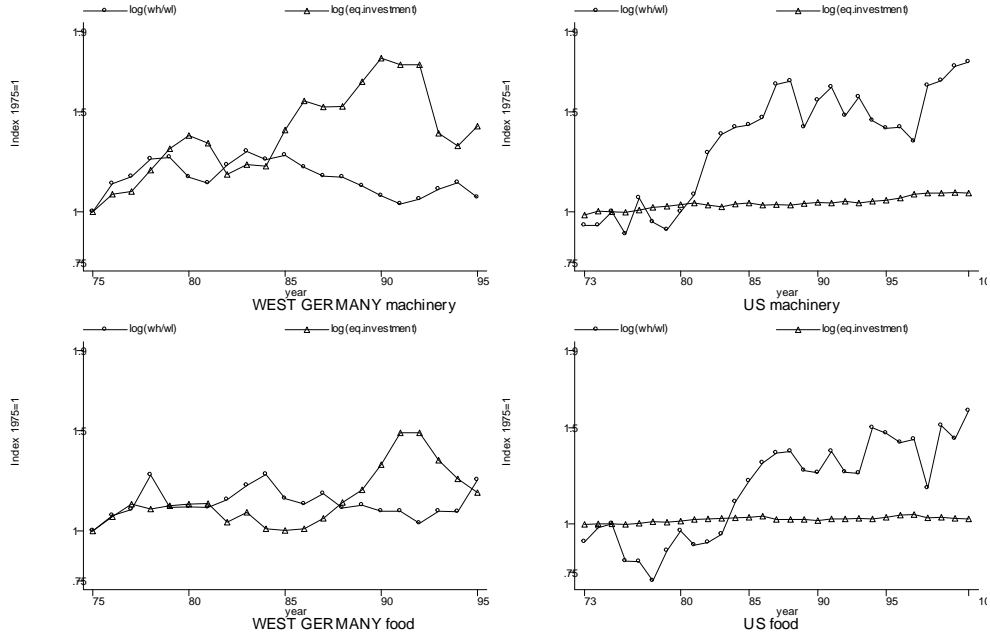 log(wh/wl) log(eq.investment)
Index 1975=1
1.9
1.5
1
.75
75 80 85 90 95
year
WEST GERMANY machinery
log(wh/wl) log(eq.investment)
Index 1975=1
1.9
1.5
1
.75
73 80 90 95 10
year
US machinery
log(wh/wl) log(eq.investment)
Index 1975=1
1.9
1.5
1
.75
75 80 85 90 95
year
WEST GERMANY food
log(wh/wl) log(eq.investment)
Index 1975=1
1.9
1.5
1
.75
73 80 90 95 10
year
US food